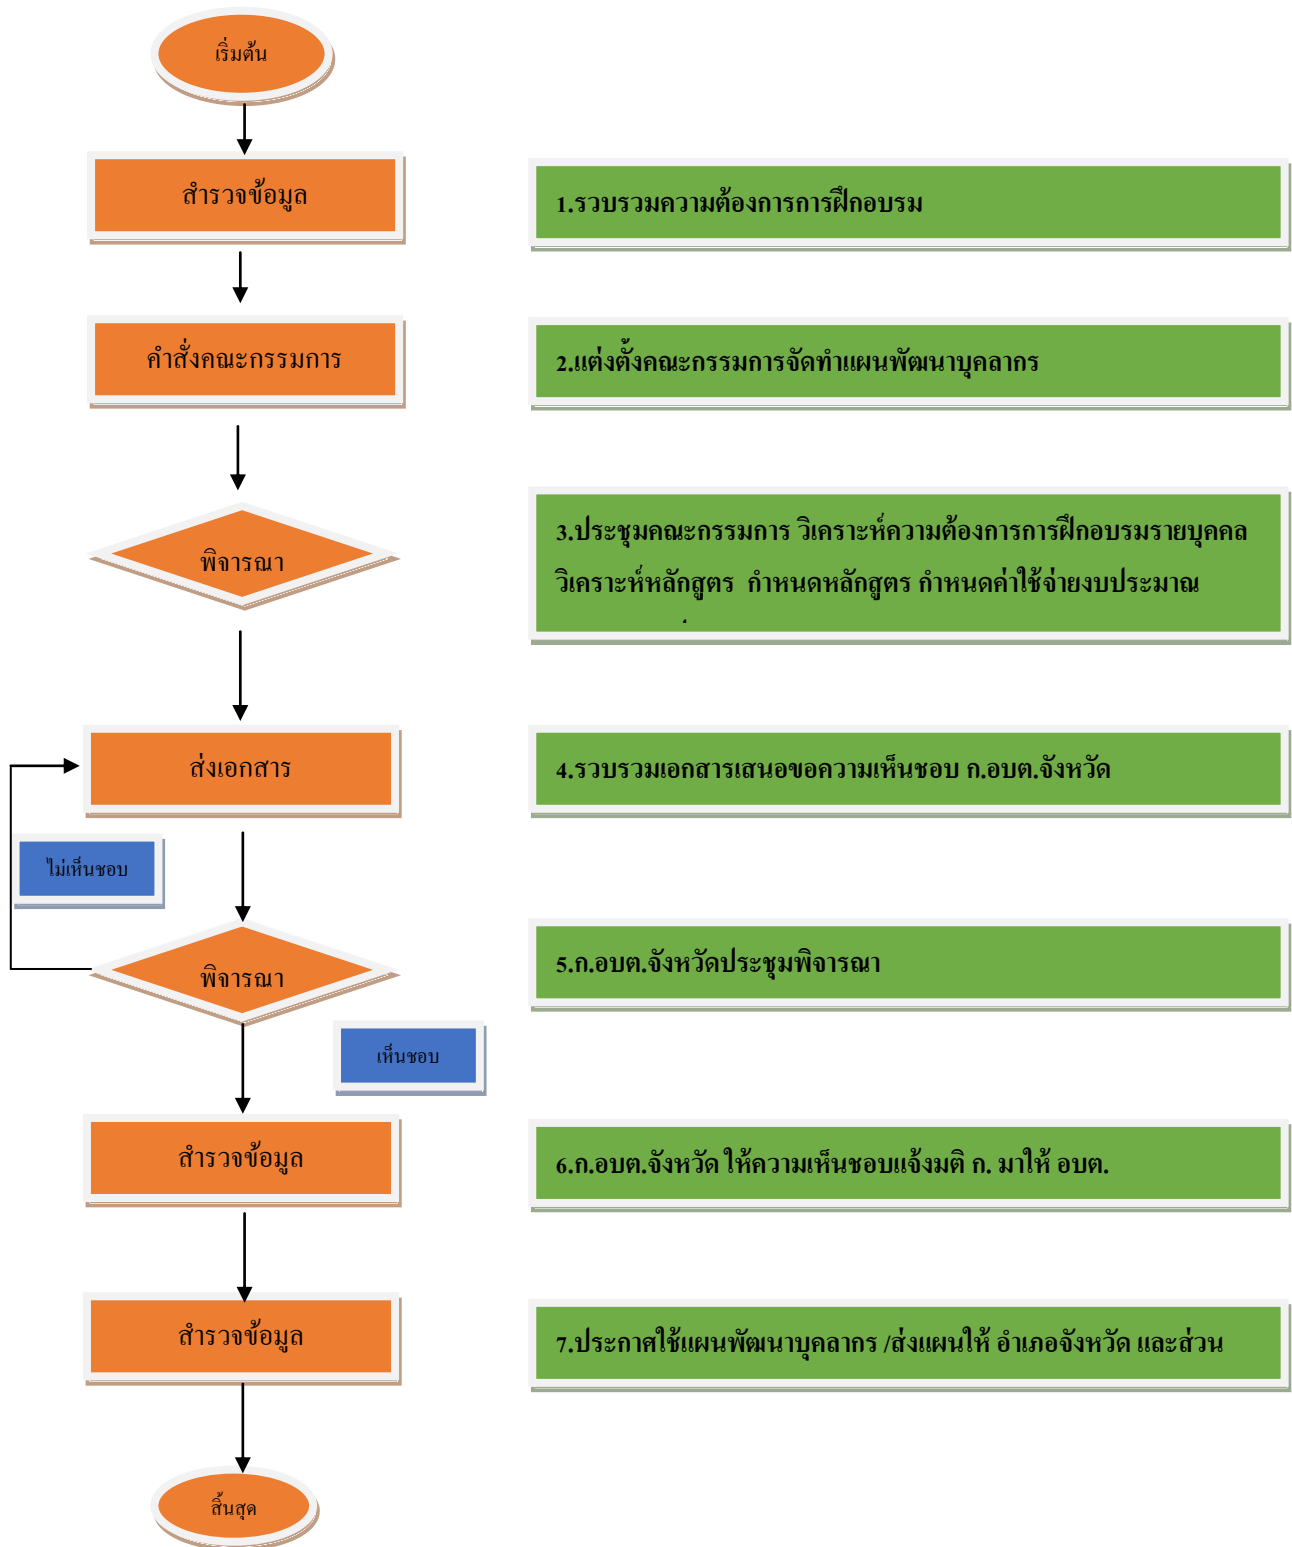 เริ่มต้น
สำรวจข้อมูล
1.รวบรวมความต้องการการฝึกอบรม
คำสั่งคณะกรรมการ
2.แต่งตั้งคณะกรรมการจัดทำแผนพัฒนาบุคลากร
พิจารณา
3.ประชุมคณะกรรมการ วิเคราะห์ความต้องการการฝึกอบรมรายบุคคล
วิเคราะห์หลักสูตร กำหนดหลักสูตร กำหนดค่าใช้จ่ายงบประมาณ
ส่งเอกสาร
4.รวบรวมเอกสารเสนอขอความเห็นชอบ ก.อบต.จังหวัด
ไม่เห็นชอบ
พิจารณา
5.ก.อบต.จังหวัดประชุมพิจารณา
เห็นชอบ
สำรวจข้อมูล
6.ก.อบต.จังหวัด ให้ความเห็นชอบแจ้งมติ ก. มาให้ อบต.
สำรวจข้อมูล
7.ประกาศใช้แผนพัฒนาบุคลากร /ส่งแผนให้ อำเภอจังหวัด และส่วน
สิ้นสุด